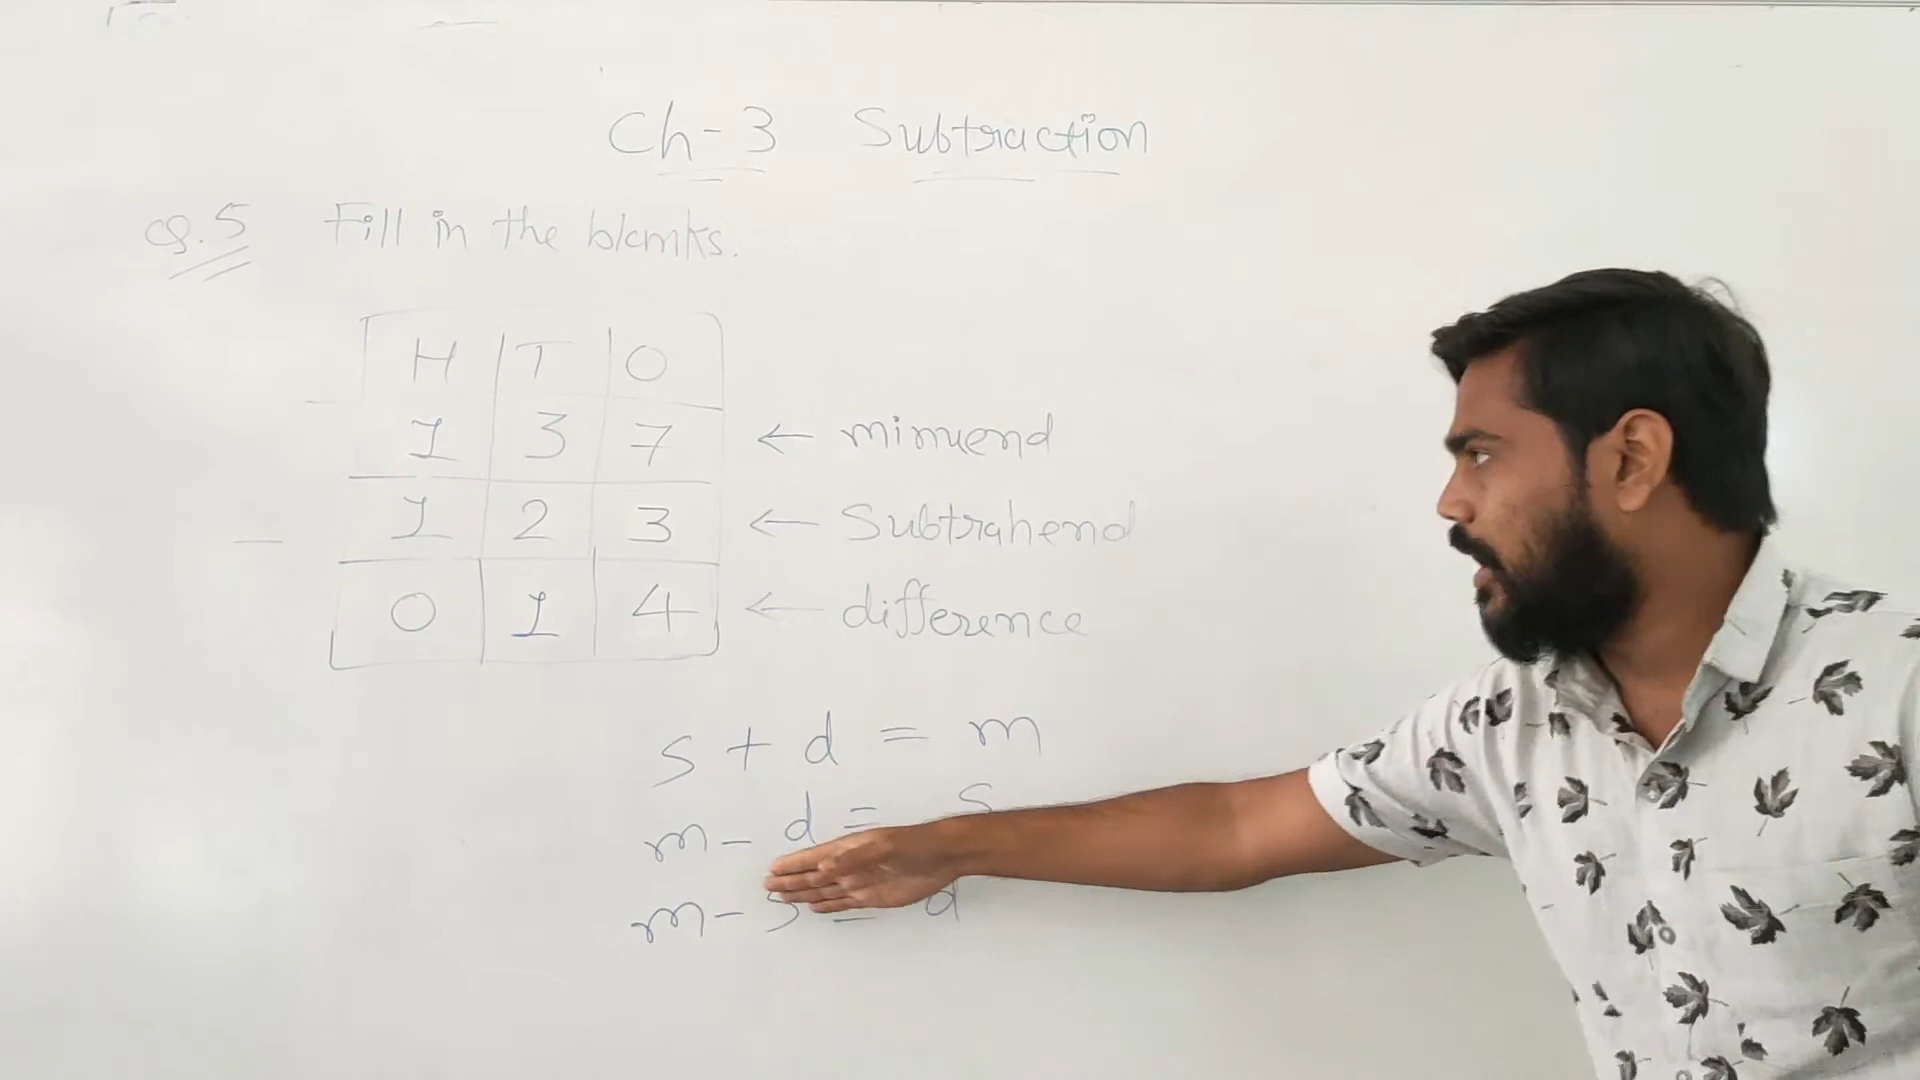 Ch-3 Subtraction
Q.5 Fill in the blanks.
H T O
1 3 7 ← minuend
- 1 2 3 ← Subtrahend
0 1 4 ← difference
s + d = m
m - d = s
m - s = d